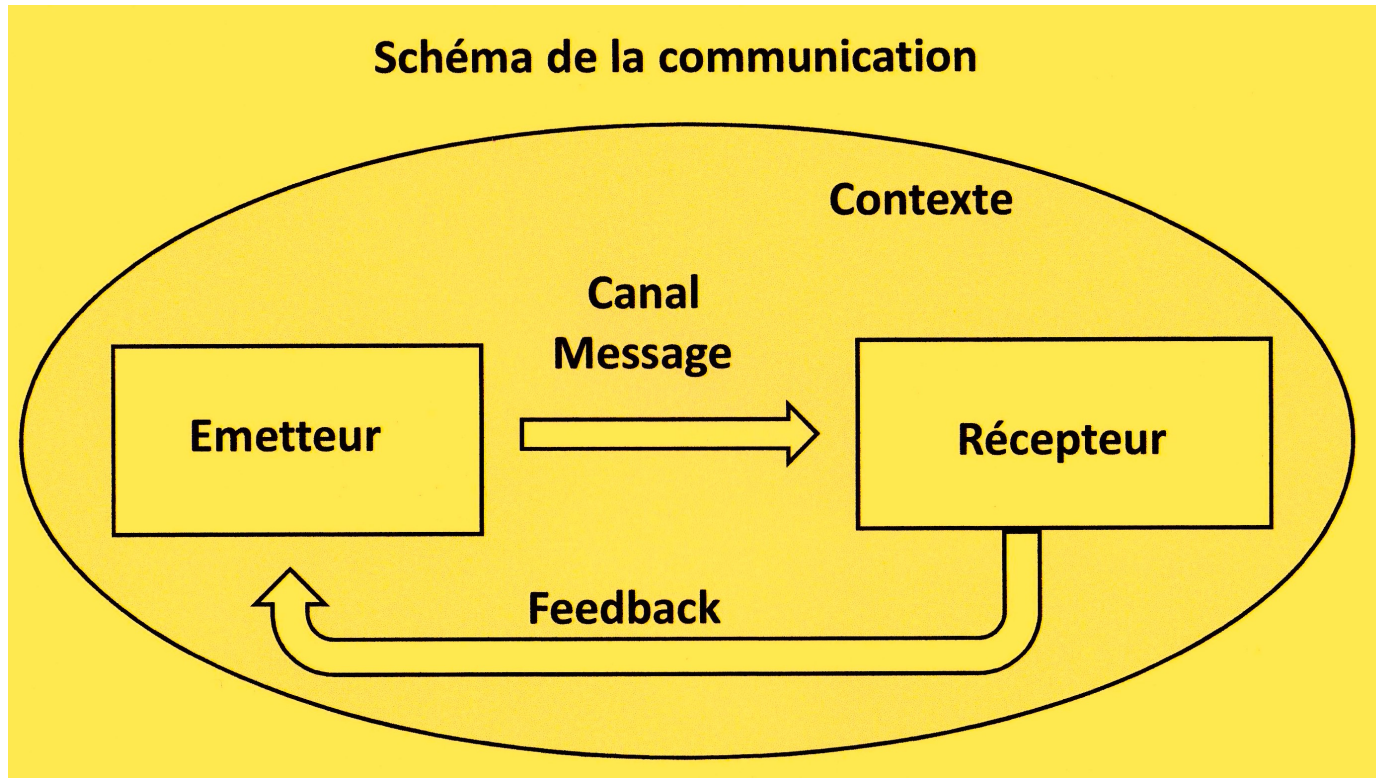 Schéma de la communication
Contexte
Canal
Message
Emetteur
Récepteur
Feedback